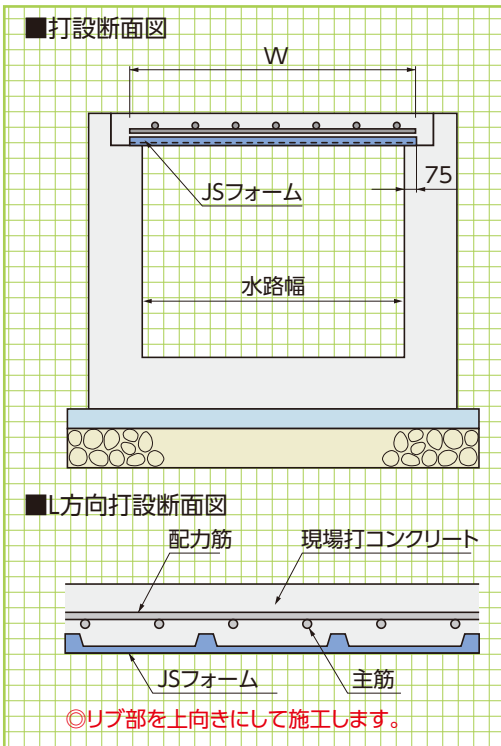 ■打設断面図
W
75
JSフォーム
水路幅
■L方向打設断面図
配力筋
現場打コンクリート
JSフォーム
主筋
◎リブ部を上向きにして施工します。